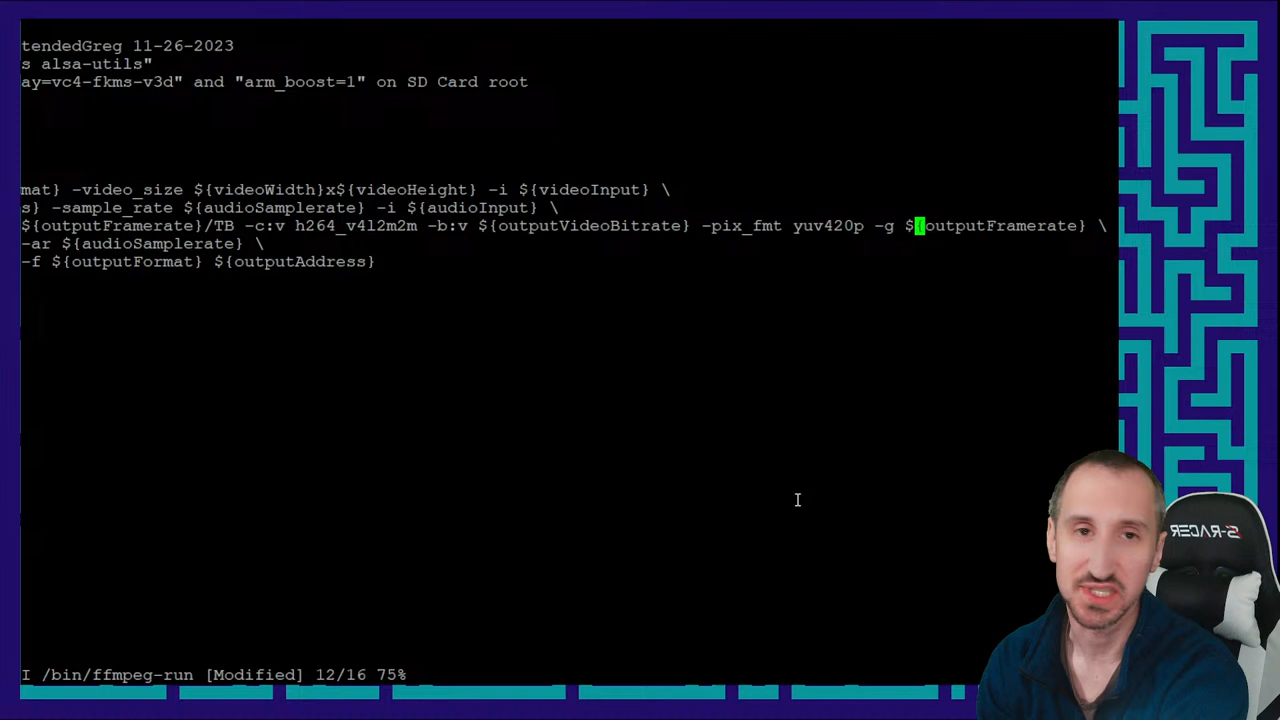 tendedGreg 11-26-2023
s alsa-utils"
ay=vc4-fkms-v3d" and "arm_boost=1" on SD Card root
mat} -video_size ${videoWidth}x${videoHeight} -i ${videoInput} \
s} -sample_rate ${audioSamplerate} -i ${audioInput} \
${outputFramerate}/TB -c:v h264_v4l2m2m -b:v ${outputVideoBitrate} -pix_fmt yuv420p -g ${outputFramerate} \
-ar ${audioSamplerate} \
-f ${outputFormat} ${outputAddress}
S-RACER
I /bin/ffmpeg-run [Modified] 12/16 75%